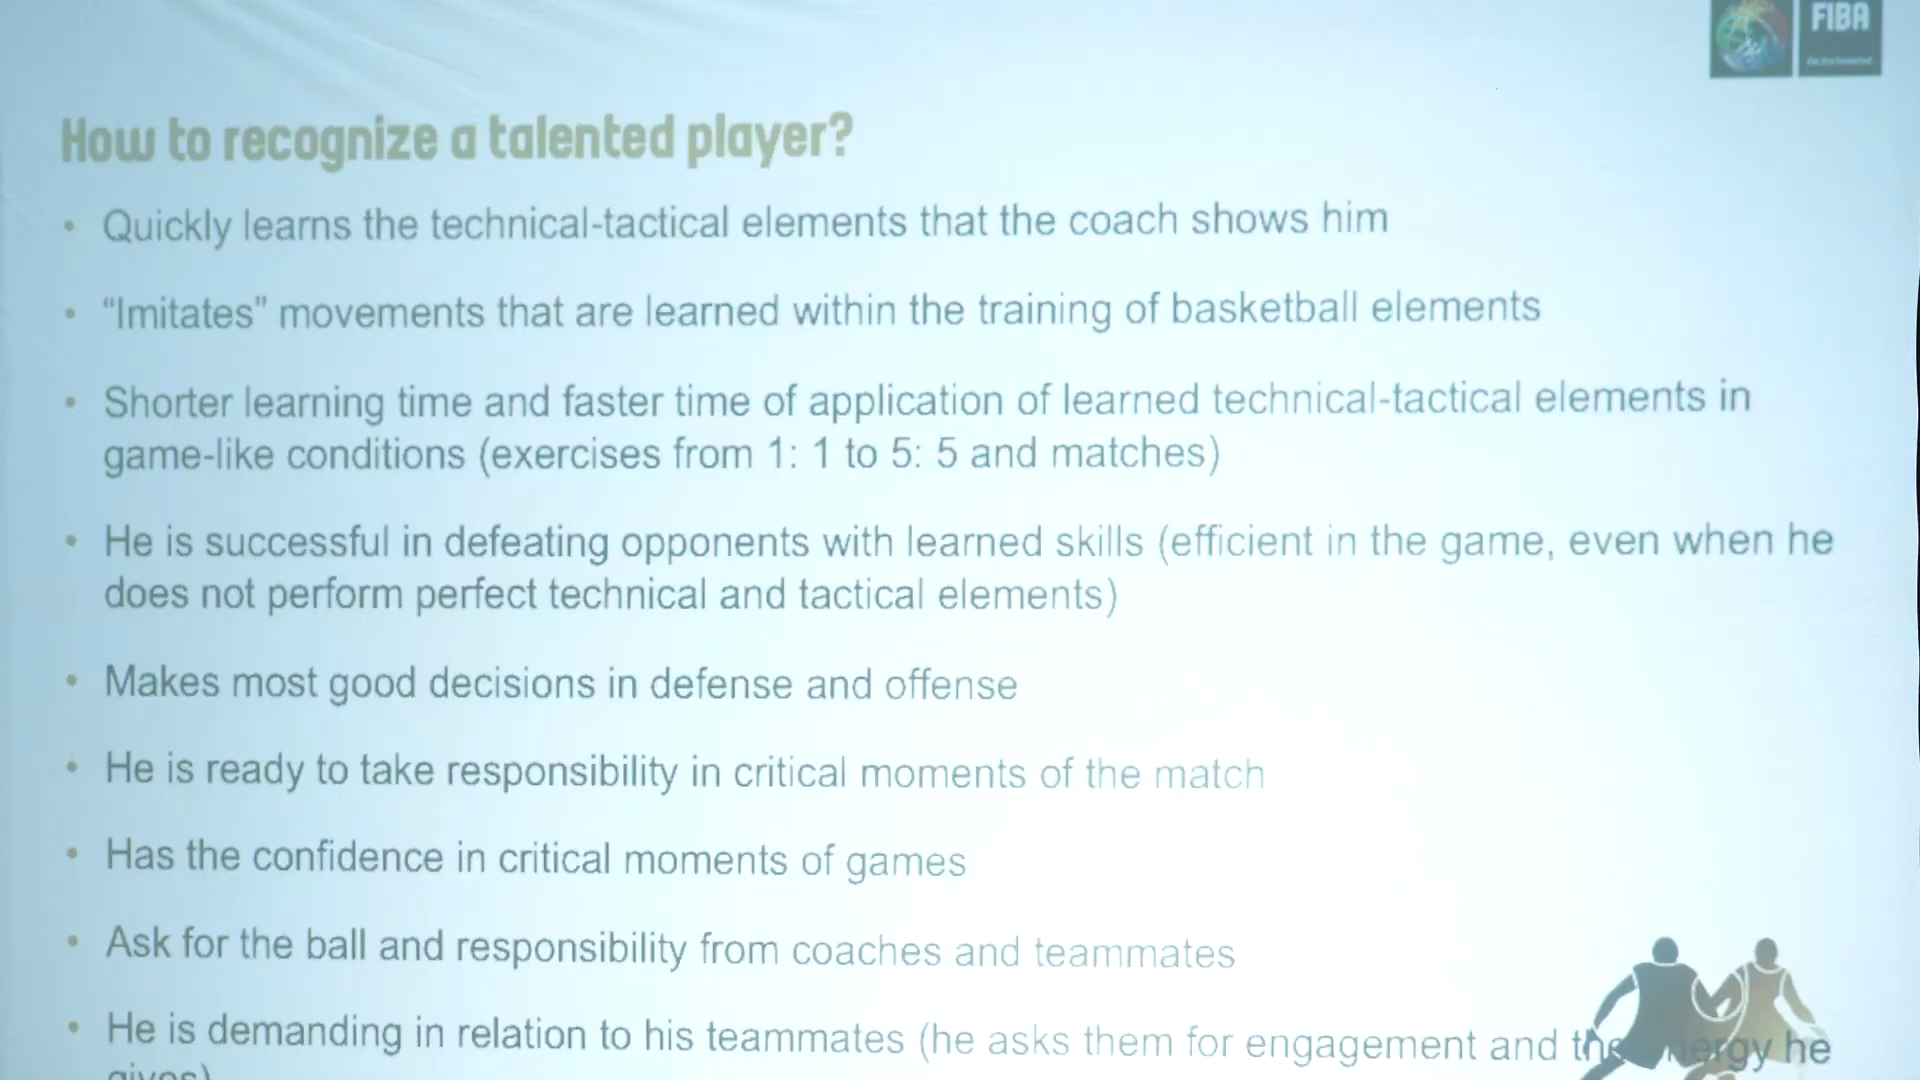 FIBA
How to recognize a talented player?
• Quickly learns the technical-tactical elements that the coach shows him
• “Imitates” movements that are learned within the training of basketball elements
• Shorter learning time and faster time of application of learned technical-tactical elements in
game-like conditions (exercises from 1: 1 to 5: 5 and matches)
• He is successful in defeating opponents with learned skills (efficient in the game, even when he
does not perform perfect technical and tactical elements)
• Makes most good decisions in defense and offense
• He is ready to take responsibility in critical moments of the match
• Has the confidence in critical moments of games
• Ask for the ball and responsibility from coaches and teammates
• He is demanding in relation to his teammates (he asks them for engagement and the energy he
gives)